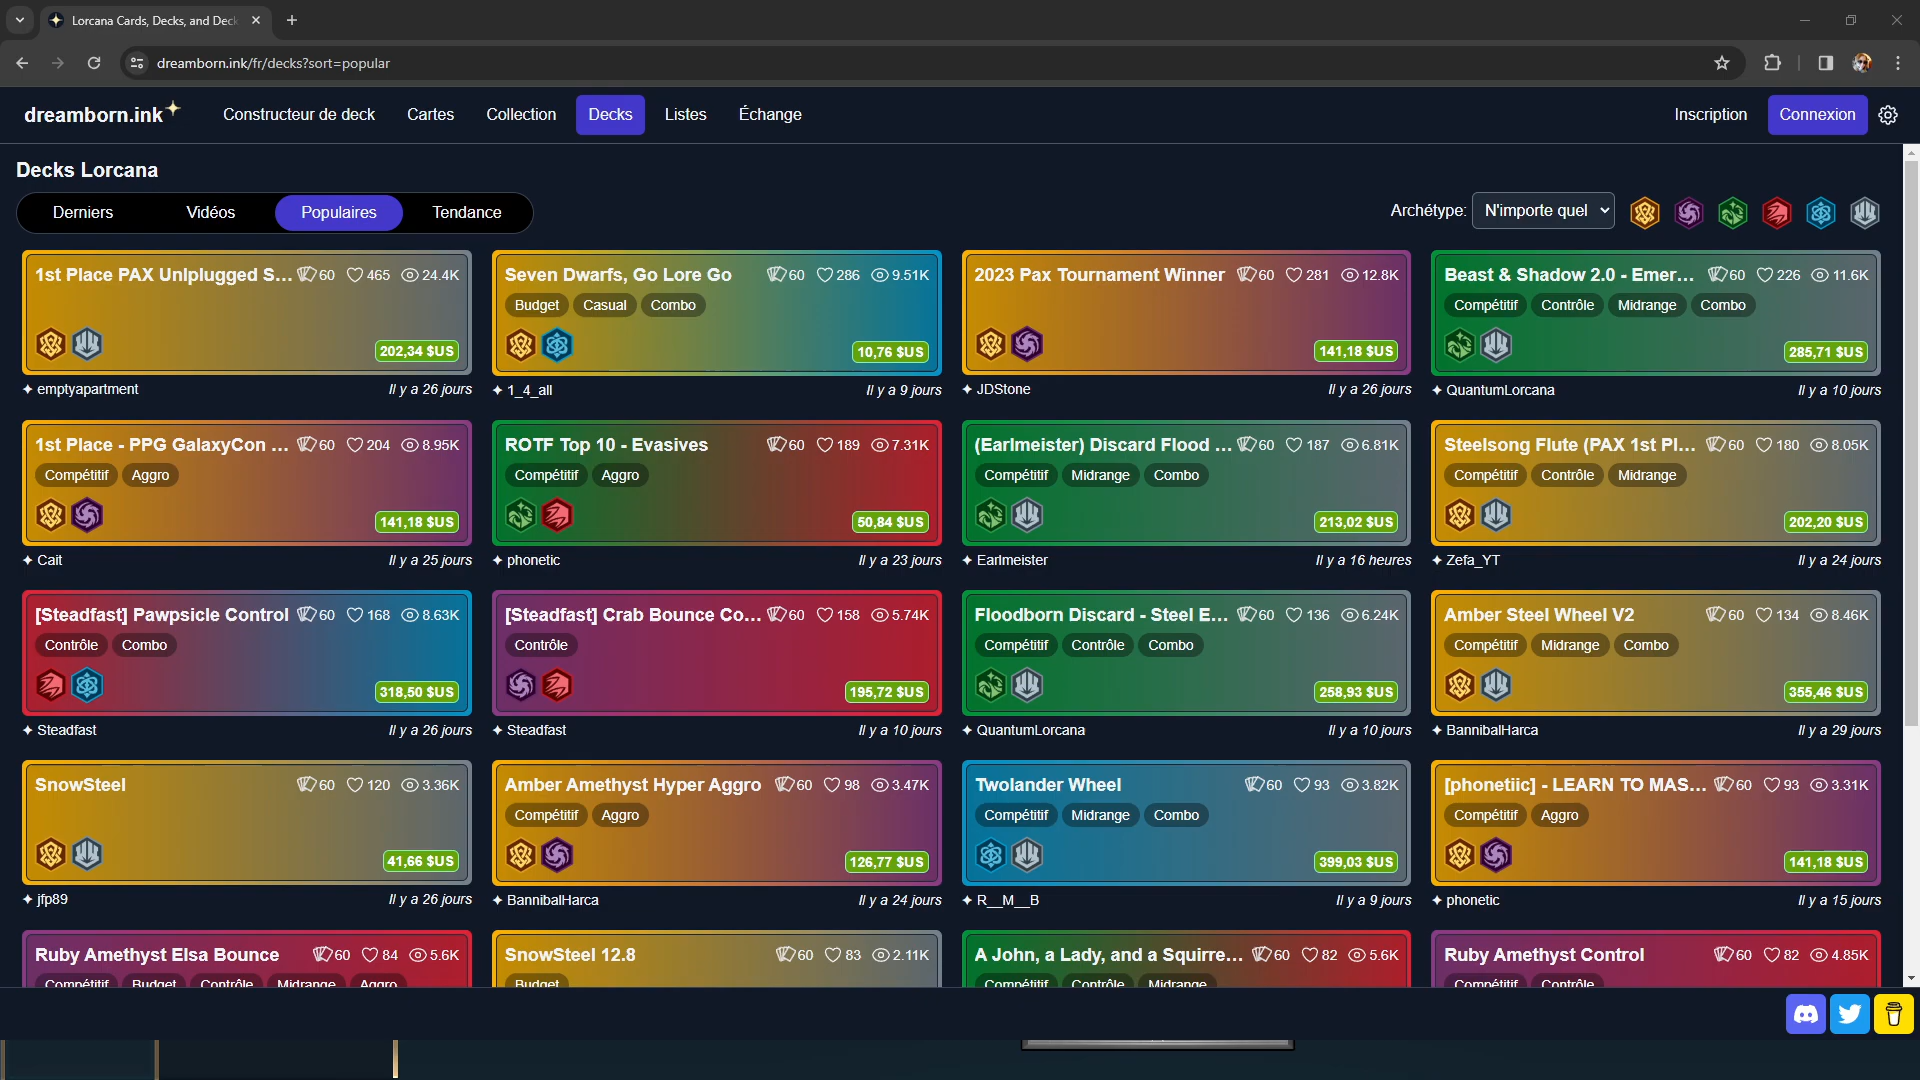 Lorcana Cards, Decks, and Deck
dreamborn.ink/fr/decks?sort=popular
dreamborn.ink
Constructeur de deck
Cartes
Collection
Decks
Listes
Échange
Inscription
Connexion
Decks Lorcana
Derniers
Vidéos
Populaires
Tendance
Archétype:
N'importe quel
1st Place PAX Unlplugged S... 60 465 24.4K
202,34 $US
emptyapartment
Il y a 26 jours
Seven Dwarfs, Go Lore Go 60 286 9.51K
Budget Casual Combo
10,76 $US
1_4_all
Il y a 9 jours
2023 Pax Tournament Winner 60 281 12.8K
141,18 $US
JDStone
Il y a 26 jours
Beast & Shadow 2.0 - Emer... 60 226 11.6K
Compétitif Contrôle Midrange Combo
285,71 $US
QuantumLorcana
Il y a 10 jours
1st Place - PPG GalaxyCon ... 60 204 8.95K
Compétitif Aggro
141,18 $US
Cait
Il y a 25 jours
ROTF Top 10 - Evasives 60 189 7.31K
Compétitif Aggro
50,84 $US
phonetic
Il y a 23 jours
(Earlmeister) Discard Flood ... 60 187 6.81K
Compétitif Midrange Combo
213,02 $US
Earlmeister
Il y a 16 heures
Steelsong Flute (PAX 1st Pl... 60 180 8.05K
Compétitif Contrôle Midrange
202,20 $US
Zefa_YT
Il y a 24 jours
[Steadfast] Pawpsicle Control 60 168 8.63K
Contrôle Combo
318,50 $US
Steadfast
Il y a 26 jours
[Steadfast] Crab Bounce Co... 60 158 5.74K
Contrôle
195,72 $US
Steadfast
Il y a 10 jours
Floodborn Discard - Steel E... 60 136 6.24K
Compétitif Contrôle Combo
258,93 $US
QuantumLorcana
Il y a 10 jours
Amber Steel Wheel V2 60 134 8.46K
Compétitif Midrange Combo
355,46 $US
BannibalHarca
Il y a 29 jours
SnowSteel 60 120 3.36K
41,66 $US
jfp89
Il y a 26 jours
Amber Amethyst Hyper Aggro 60 98 3.47K
Compétitif Aggro
126,77 $US
BannibalHarca
Il y a 24 jours
Twolander Wheel 60 93 3.82K
Compétitif Midrange Combo
399,03 $US
R__M__B
Il y a 9 jours
[phonetiic] - LEARN TO MAS... 60 93 3.31K
Compétitif Aggro
141,18 $US
phonetic
Il y a 15 jours
Ruby Amethyst Elsa Bounce 60 84 5.6K
Compétitif Budget Contrôle Midrange Aggro
SnowSteel 12.8 60 83 2.11K
Budget
A John, a Lady, and a Squirre... 60 82 5.6K
Compétitif Contrôle Midrange
Ruby Amethyst Control 60 82 4.85K
Compétitif Contrôle